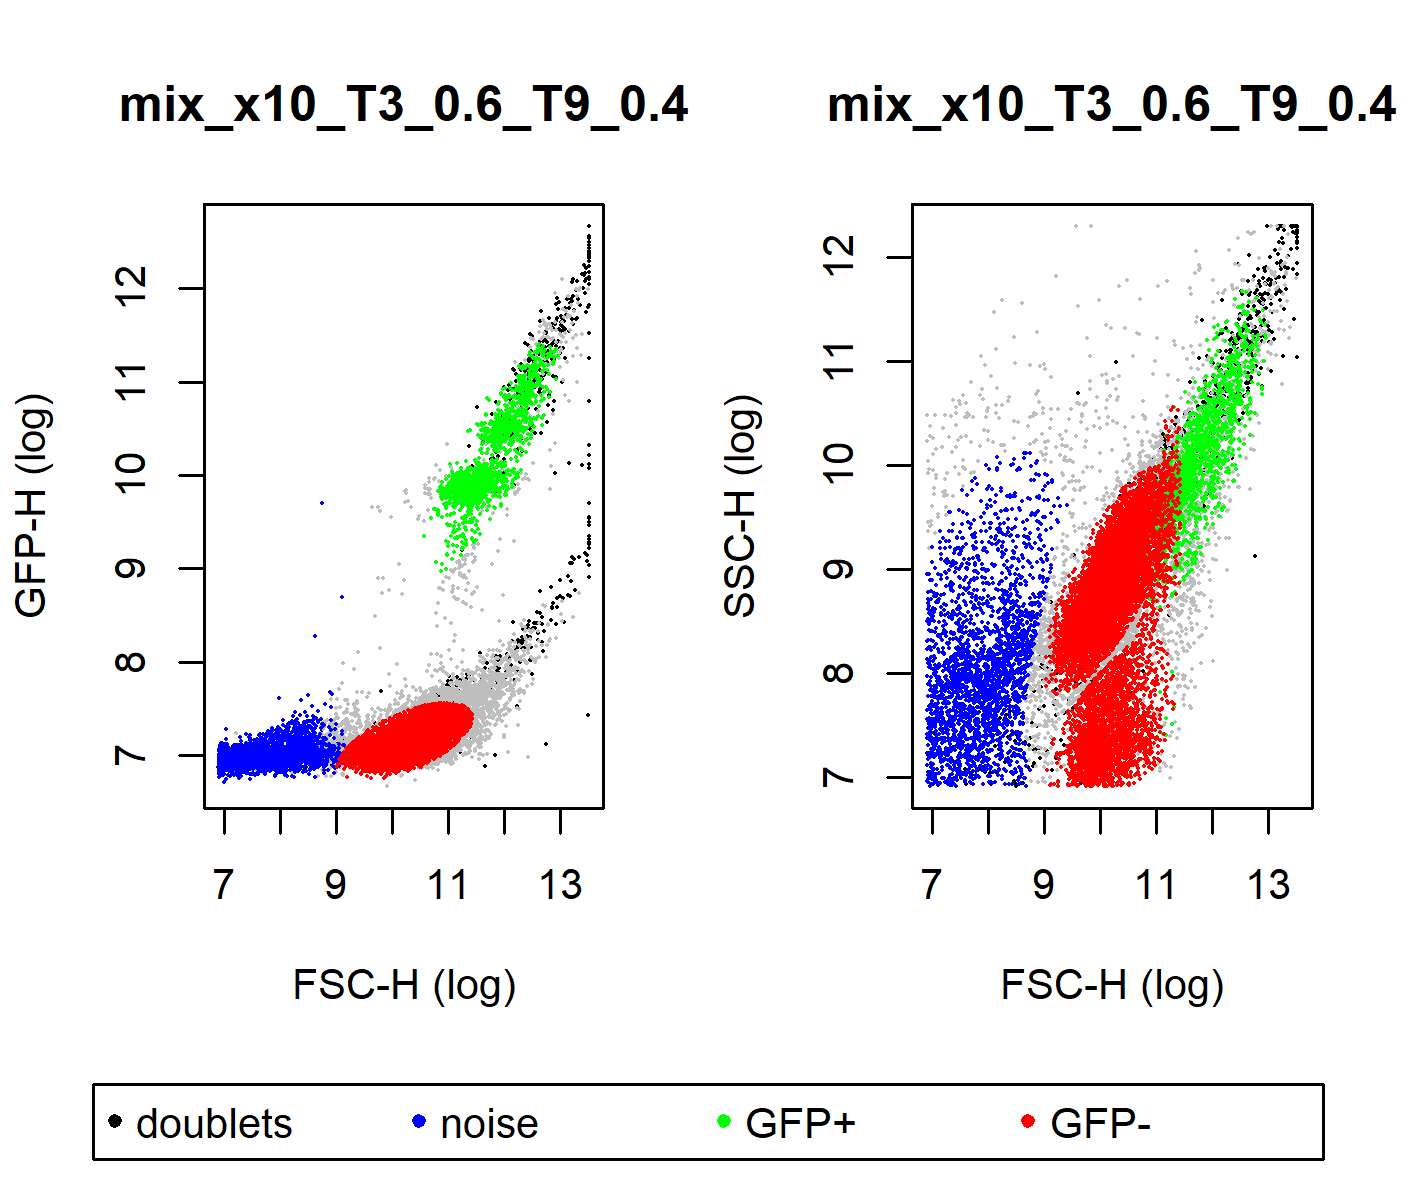 mix_x10_T3_0.6_T9_0.4
GFP-H (log)
12
11
10
9
8
7
7 9 11 13
FSC-H (log)
mix_x10_T3_0.6_T9_0.4
SSC-H (log)
12
11
10
9
8
7
7 9 11 13
FSC-H (log)
doublets noise GFP+ GFP-